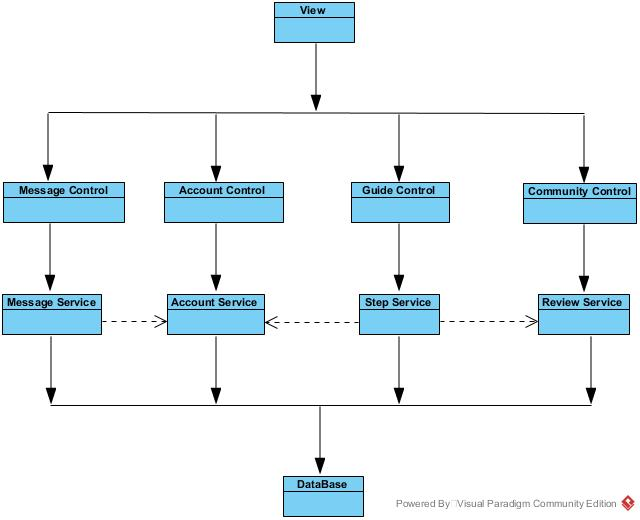 View
Message Control
Account Control
Guide Control
Community Control
Message Service
Account Service
Step Service
Review Service
DataBase
Powered By Visual Paradigm Community Edition